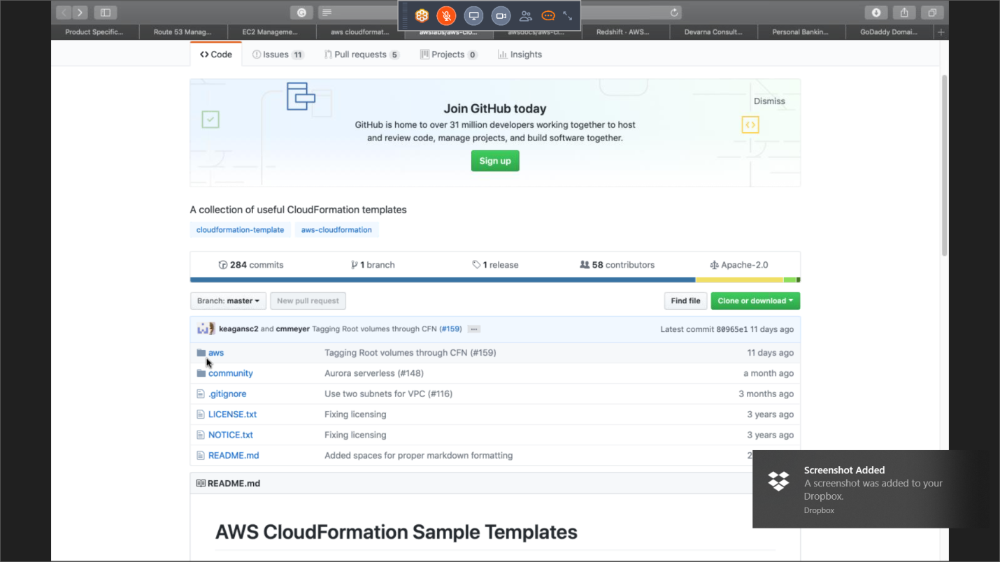 Product Specific...
Route 53 Manag...
EC2 Manageme...
aws cloudformat...
awslabs/aws-clo...
awsdocs/aws-cl...
Redshift · AWS...
Devarna Consult...
Personal Bankin...
GoDaddy Domai...
Code
Issues 11
Pull requests 5
Projects 0
Insights
Dismiss
Join GitHub today
GitHub is home to over 31 million developers working together to host
and review code, manage projects, and build software together.
Sign up
A collection of useful CloudFormation templates
cloudformation-template
aws-cloudformation
284 commits
1 branch
1 release
58 contributors
Apache-2.0
Branch: master
New pull request
Find file
Clone or download
keagansc2 and cmmeyer Tagging Root volumes through CFN (#159)
Latest commit 80965e1 11 days ago
aws
Tagging Root volumes through CFN (#159)
11 days ago
community
Aurora serverless (#148)
a month ago
.gitignore
Use two subnets for VPC (#116)
3 months ago
LICENSE.txt
Fixing licensing
3 years ago
NOTICE.txt
Fixing licensing
3 years ago
README.md
Added spaces for proper markdown formatting
2
README.md
AWS CloudFormation Sample Templates
Screenshot Added
A screenshot was added to your
Dropbox.
Dropbox